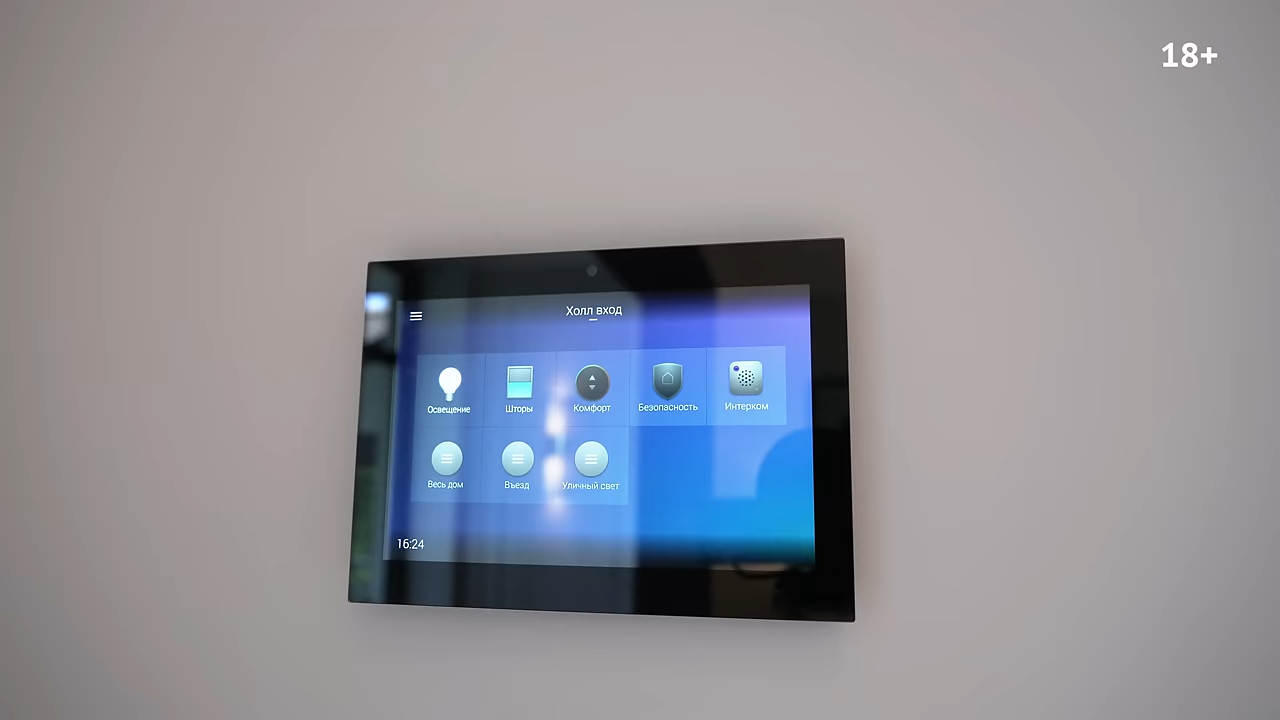 18+
Холл вход
Освещение
Шторы
Комфорт
Безопасность
Интерком
Весь дом
Въезд
Уличный свет
16:24